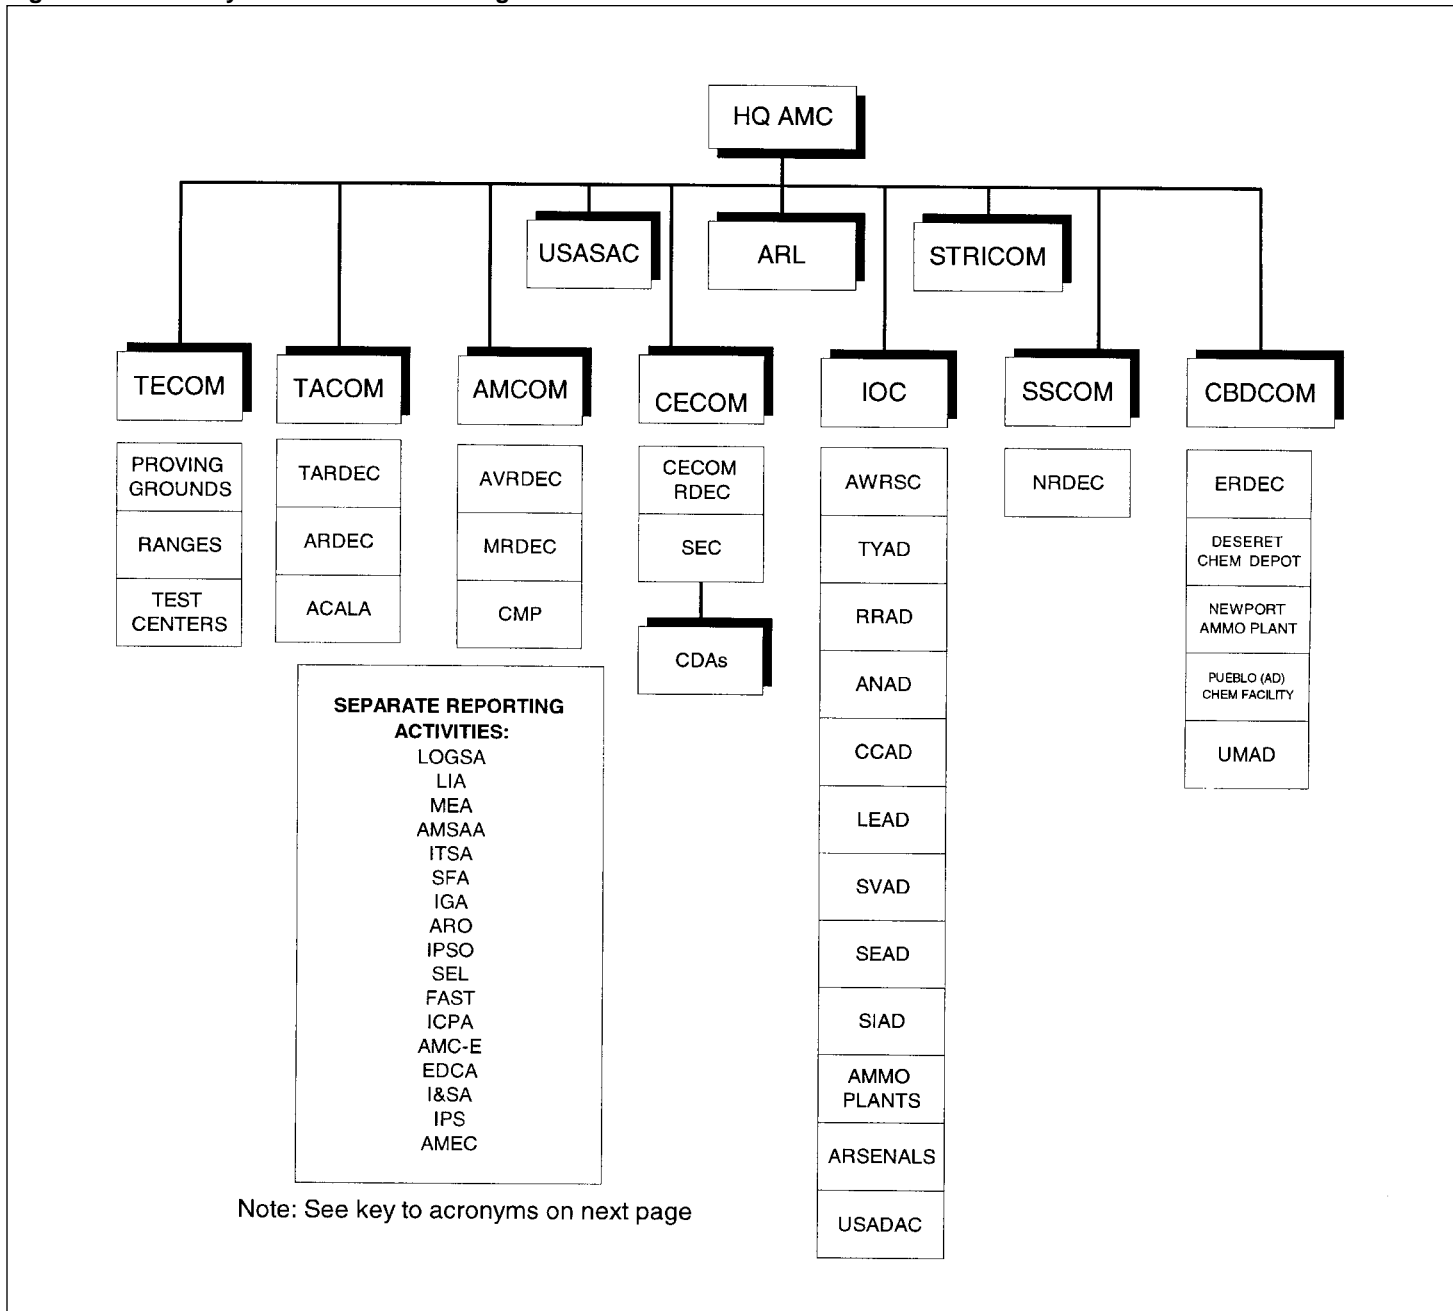 HQ AMC
USASAC
ARL
STRICOM
TECOM
TACOM
AMCOM
CECOM
IOC
SSCOM
CBDCOM
PROVING
GROUNDS
RANGES
TEST
CENTERS
TARDEC
ARDEC
ACALA
AVRDEC
MRDEC
CMP
CECOM
RDEC
SEC
CDAs
AWRSC
TYAD
RRAD
ANAD
CCAD
LEAD
SVAD
SEAD
SIAD
AMMO
PLANTS
ARSENALS
USADAC
NRDEC
ERDEC
DESERET
CHEM DEPOT
NEWPORT
AMMO PLANT
PUEBLO (AD)
CHEM FACILITY
UMAD
SEPARATE REPORTING
ACTIVITIES:
LOGSA
LIA
MEA
AMSAA
ITSA
SFA
IGA
ARO
IPSO
SEL
FAST
ICPA
AMC-E
EDCA
I&SA
IPS
AMEC
Note: See key to acronyms on next page